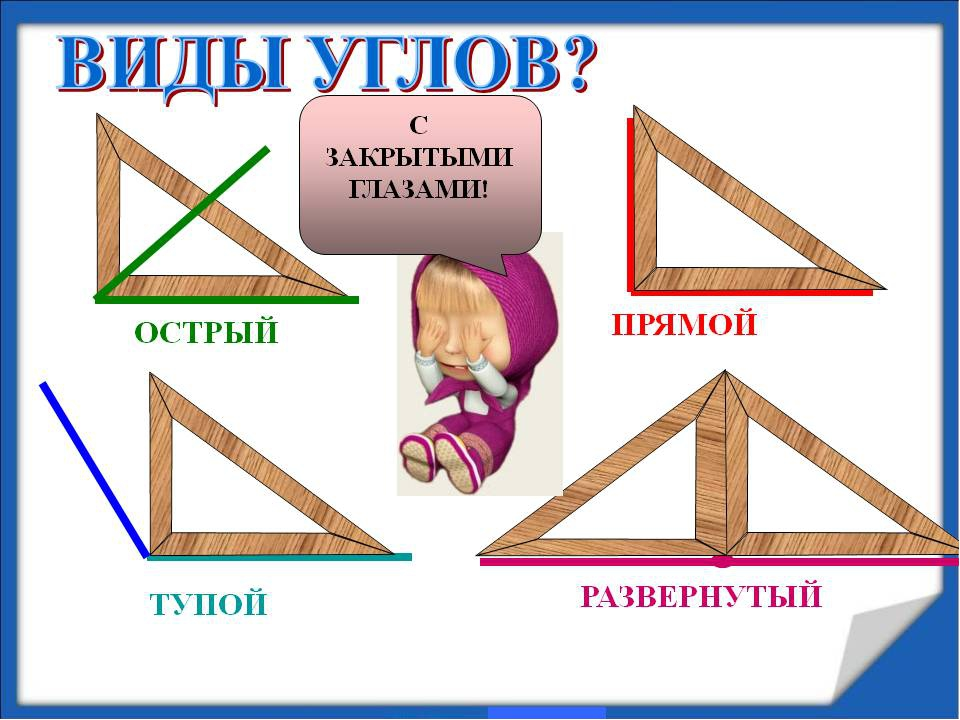 ВИДЫ УГЛОВ?
С
ЗАКРЫТЫМИ
ГЛАЗАМИ!
ОСТРЫЙ
ПРЯМОЙ
ТУПОЙ
РАЗВЕРНУТЫЙ